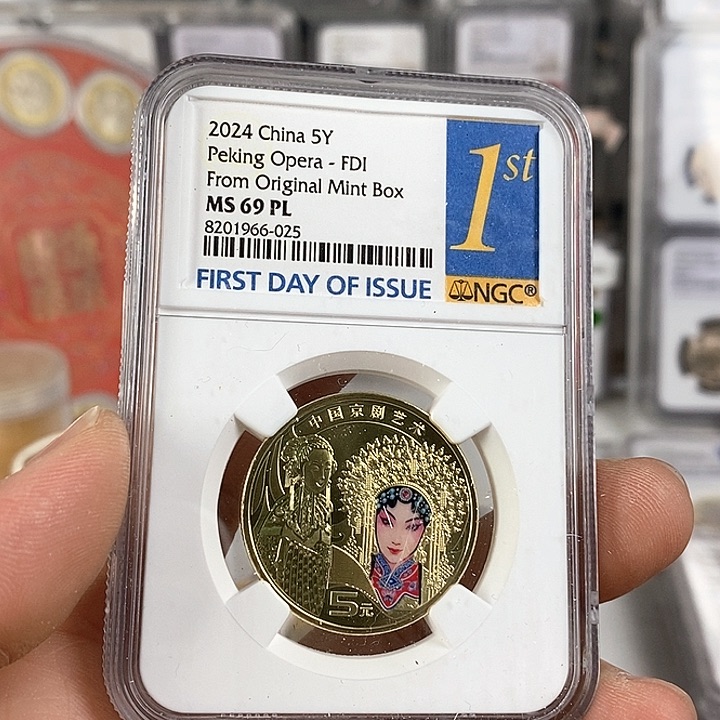 2024 China 5Y
Peking Opera - FDI
From Original Mint Box
MS 69 PL
8201966-025
FIRST DAY OF ISSUE
1st
NGC®
中国京剧艺术
5元